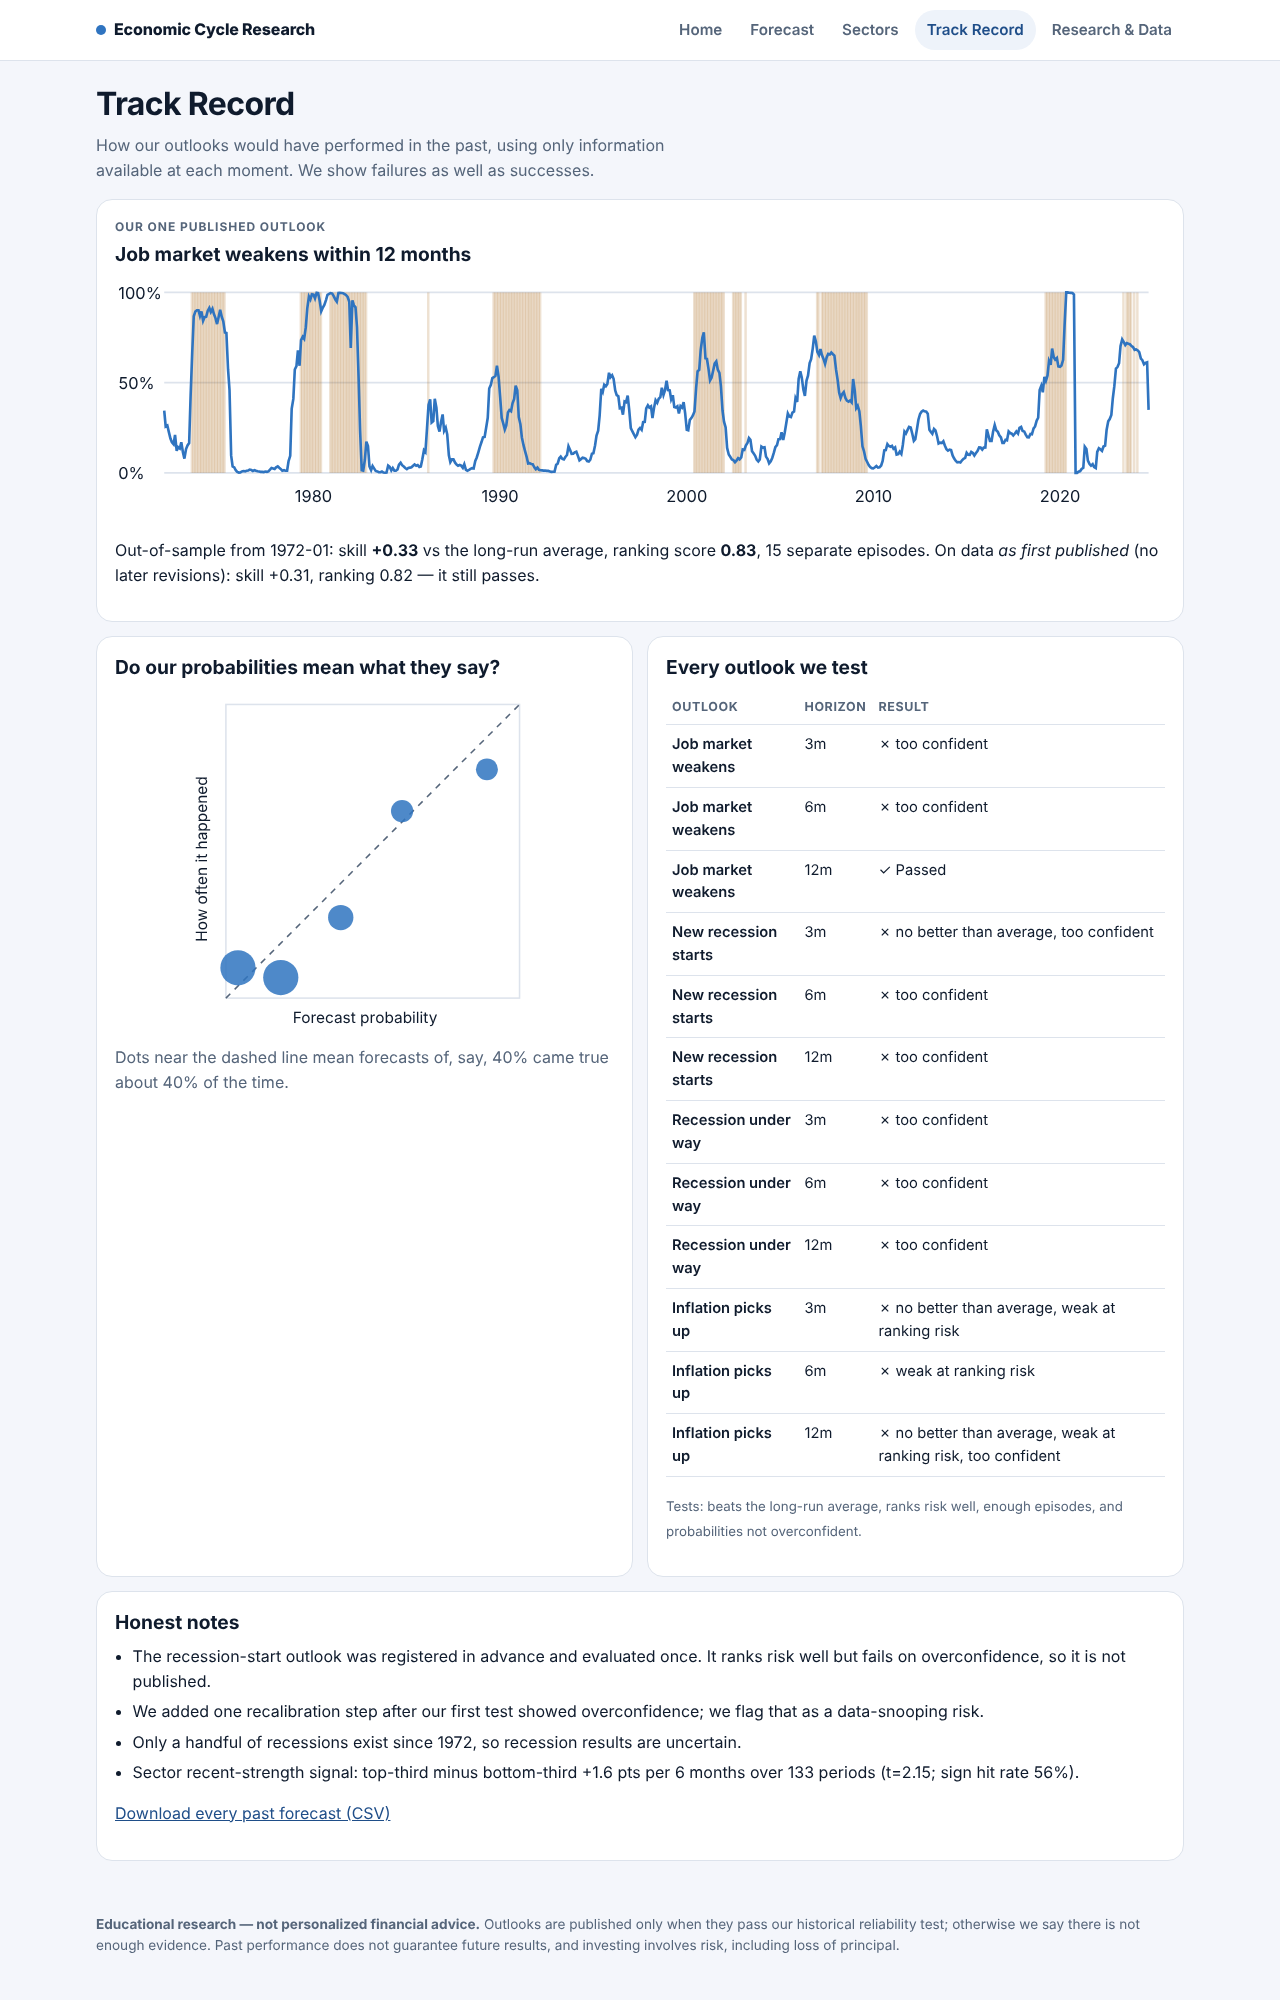 Economic Cycle Research
Home
Forecast
Sectors
Track Record
Research & Data
Track Record
How our outlooks would have performed in the past, using only information
available at each moment. We show failures as well as successes.
OUR ONE PUBLISHED OUTLOOK
Job market weakens within 12 months
100%
50%
0%
1980
1990
2000
2010
2020
Out-of-sample from 1972-01: skill +0.33 vs the long-run average, ranking score 0.83, 15 separate episodes. On data as first published (no
later revisions): skill +0.31, ranking 0.82 — it still passes.
Do our probabilities mean what they say?
How often it happened
Forecast probability
Dots near the dashed line mean forecasts of, say, 40% came true
about 40% of the time.
Every outlook we test
OUTLOOK HORIZON RESULT
Job market 3m × too confident
weakens
Job market 6m × too confident
weakens
Job market 12m ✓ Passed
weakens
New recession 3m × no better than average, too confident
starts
New recession 6m × too confident
starts
New recession 12m × too confident
starts
Recession under 3m × too confident
way
Recession under 6m × too confident
way
Recession under 12m × too confident
way
Inflation picks 3m × no better than average, weak at
up ranking risk
Inflation picks 6m × weak at ranking risk
up
Inflation picks 12m × no better than average, weak at
up ranking risk, too confident
Tests: beats the long-run average, ranks risk well, enough episodes, and
probabilities not overconfident.
Honest notes
• The recession-start outlook was registered in advance and evaluated once. It ranks risk well but fails on overconfidence, so it is not
published.
• We added one recalibration step after our first test showed overconfidence; we flag that as a data-snooping risk.
• Only a handful of recessions exist since 1972, so recession results are uncertain.
• Sector recent-strength signal: top-third minus bottom-third +1.6 pts per 6 months over 133 periods (t=2.15; sign hit rate 56%).
Download every past forecast (CSV)
Educational research — not personalized financial advice. Outlooks are published only when they pass our historical reliability test; otherwise we say there is not
enough evidence. Past performance does not guarantee future results, and investing involves risk, including loss of principal.